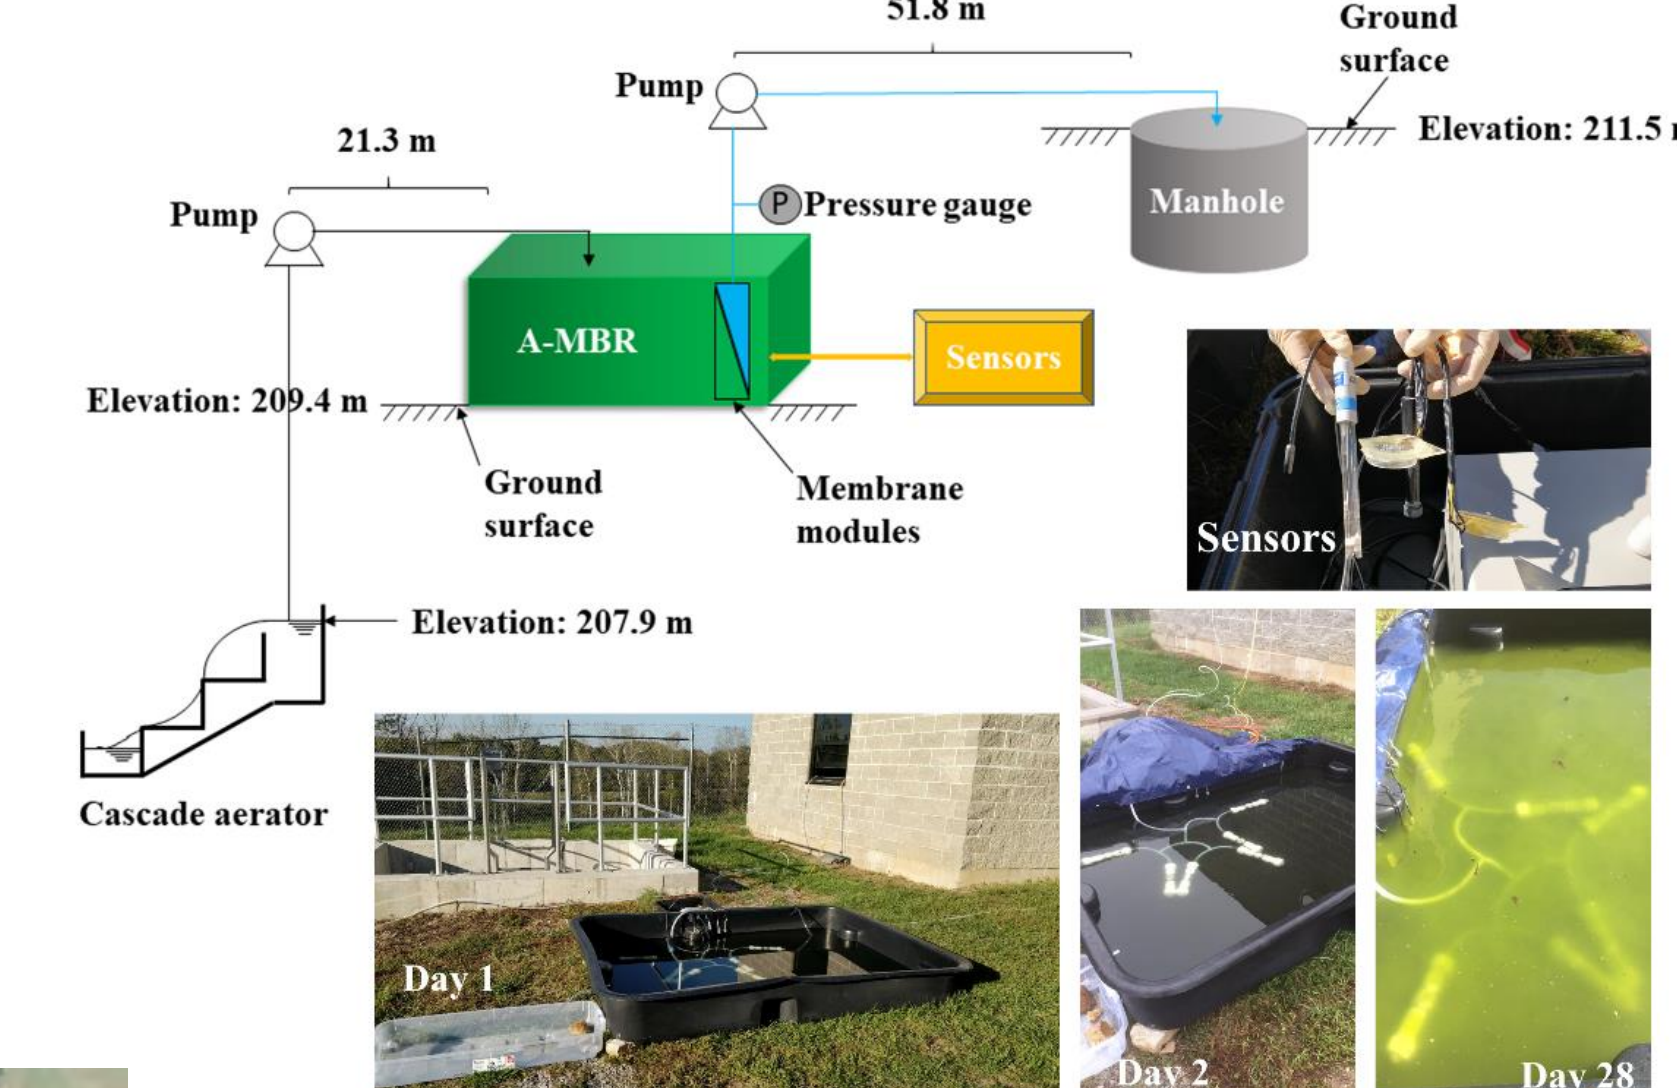 51.8 m
Ground
surface
Pump
21.3 m
Elevation: 211.5
Pump
P Pressure gauge
Manhole
A-MBR
Sensors
Elevation: 209.4 m
Ground
surface
Membrane
modules
Sensors
Elevation: 207.9 m
Cascade aerator
Day 1
Day 2
Day 28